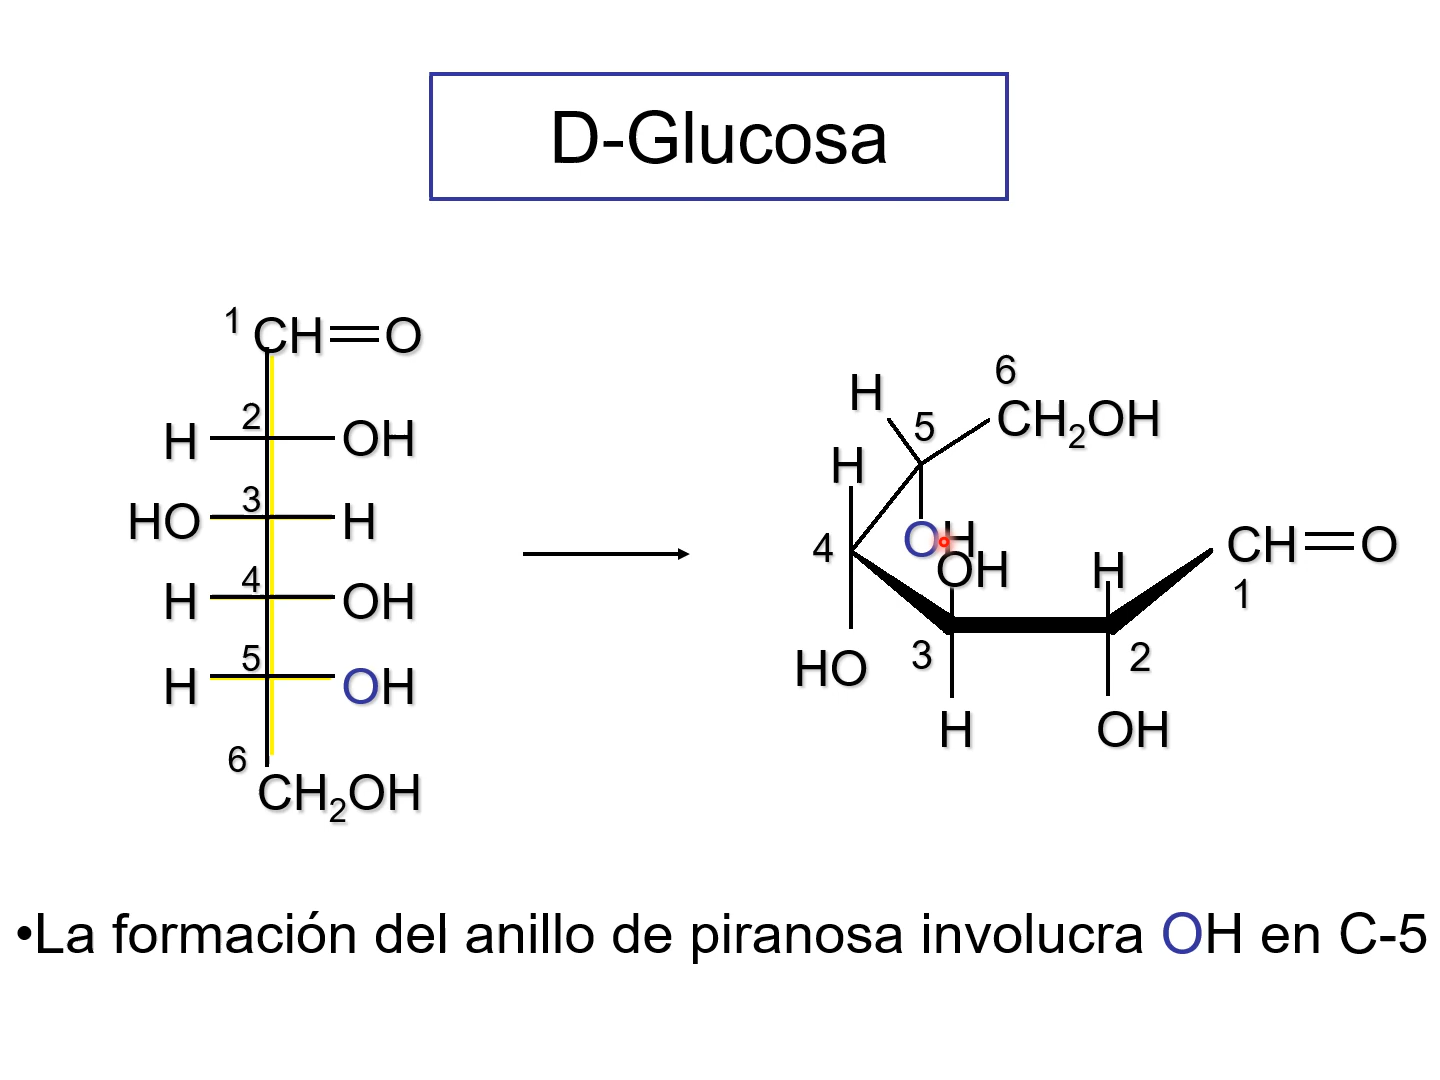 D-Glucosa
1 CH=O
2
H OH
3
HO H
4
H OH
5
H OH
6
CH2OH
6
H 5 CH2OH
H
4 OH
OH H CH=O
1
HO 3 2
H OH
•La formación del anillo de piranosa involucra OH en C-5